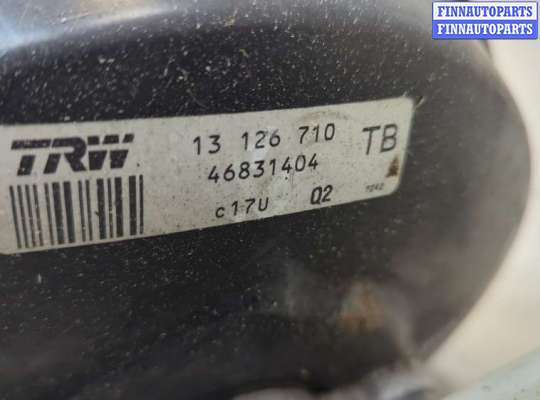 FINNAUTOPARTS
FINNAUTOPARTS
TRW 13 126 710 TB
46831404
c17U Q2